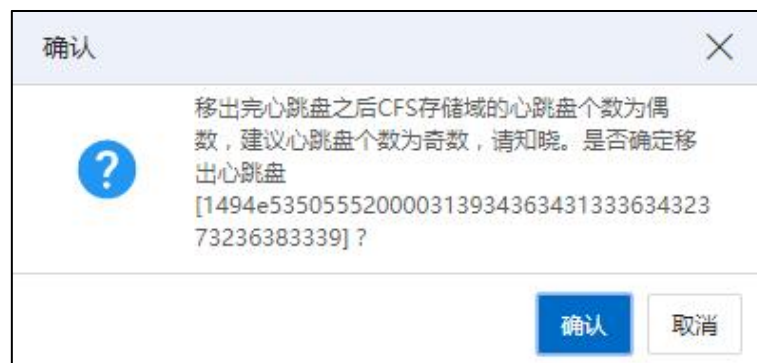 确认
移出完心跳盘之后CFS存储域的心跳盘个数为偶
数，建议心跳盘个数为奇数，请知晓。是否确定移
出心跳盘
[1494e53505552000031393436343133363432​3
73236383339]？
确认
取消